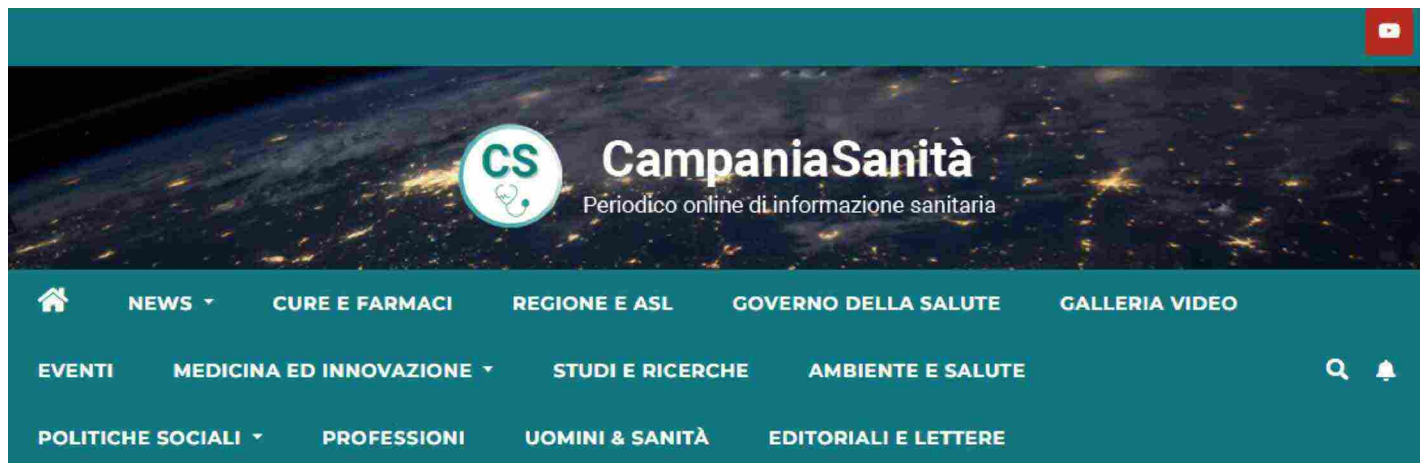 CS
CampaniaSanità
Periodico online di informazione sanitaria
NEWS CURE E FARMACI REGIONE E ASL GOVERNO DELLA SALUTE GALLERIA VIDEO
EVENTI MEDICINA ED INNOVAZIONE STUDI E RICERCHE AMBIENTE E SALUTE
POLITICHE SOCIALI PROFESSIONI UOMINI & SANITÀ EDITORIALI E LETTERE